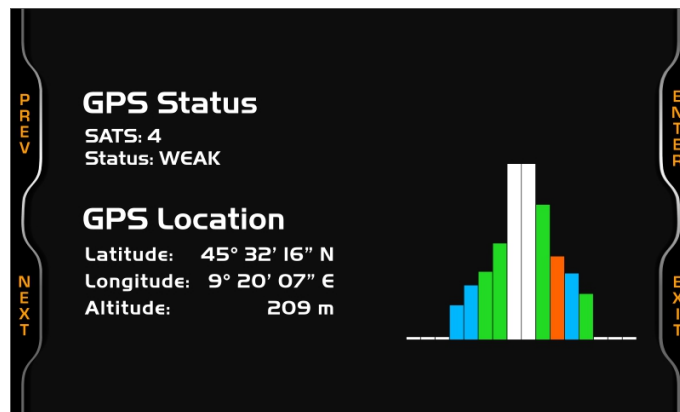 PREV
ENTER
GPS Status
SATS: 4
Status: WEAK
GPS Location
Latitude: 45° 32' 16" N
Longitude: 9° 20' 07" E
Altitude: 209 m
NEXT
EXIT